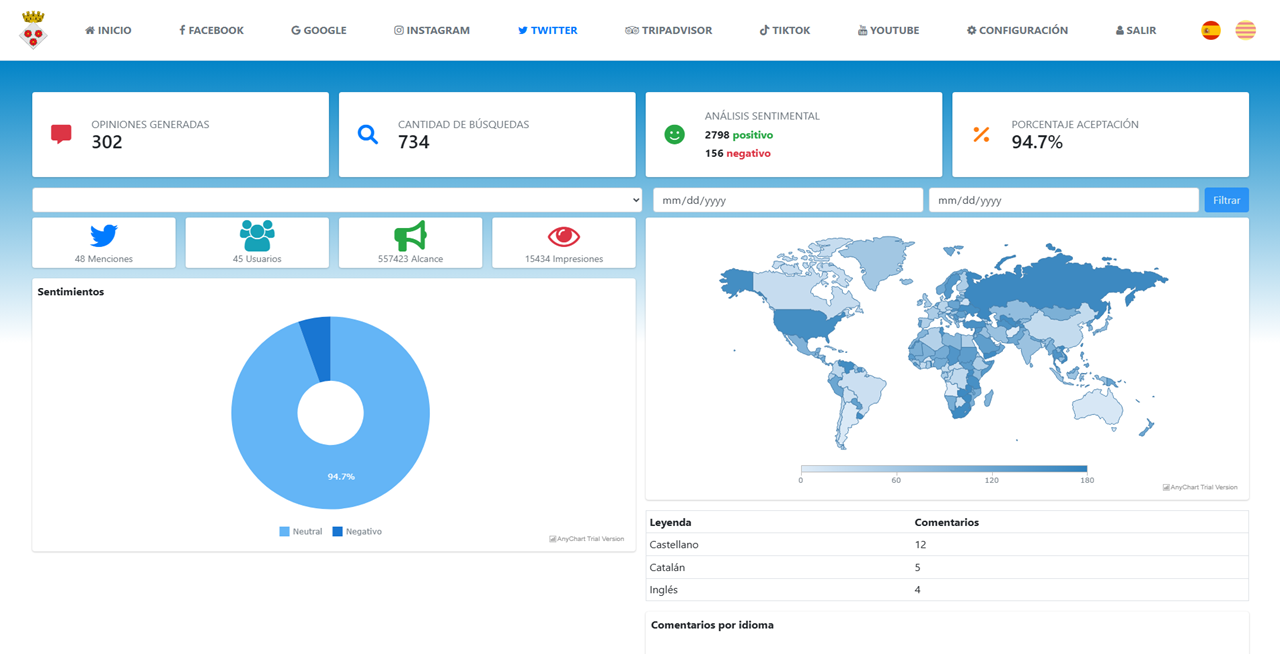 INICIO
FACEBOOK
GOOGLE
INSTAGRAM
TWITTER
TRIPADVISOR
TIKTOK
YOUTUBE
CONFIGURACIÓN
SALIR
OPINIONES GENERADAS
302
CANTIDAD DE BÚSQUEDAS
734
ANÁLISIS SENTIMENTAL
2798 positivo
156 negativo
PORCENTAJE ACEPTACIÓN
94.7%
mm/dd/yyyy
mm/dd/yyyy
Filtrar
48 Menciones
45 Usuarios
557423 Alcance
15434 Impresiones
Sentimientos
94.7%
Neutral
Negativo
AnyChart Trial Version
0
60
120
180
AnyChart Trial Version
Leyenda Comentarios
Castellano 12
Catalán 5
Inglés 4
Comentarios por idioma